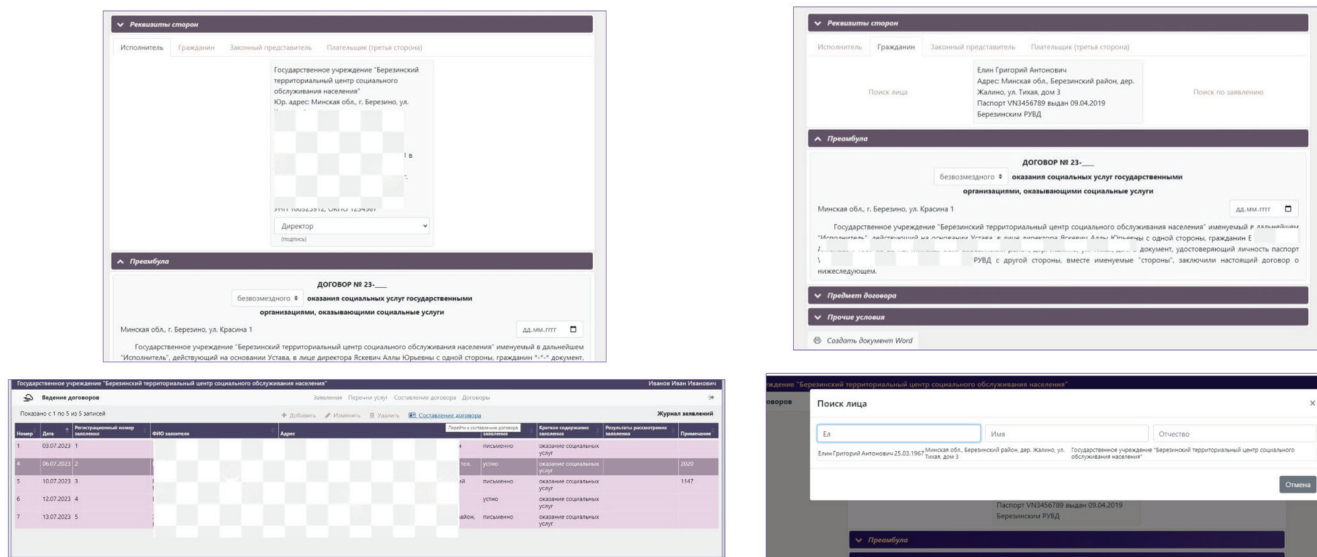 Реквизиты сторон
Исполнитель Гражданин Законный представитель Плательщик (третья сторона)
Государственное учреждение "Березинский
территориальный центр социального
обслуживания населения"
Юр. адрес: Минская обл., г. Березино, ул.
Директор
(подпись)
Преамбула
ДОГОВОР № 23-____
безвозмездного оказания социальных услуг государственными
организациями, оказывающими социальные услуги
Минская обл., г. Березино, ул. Красина 1 дд.мм.гггг
Государственное учреждение "Березинский территориальный центр социального обслуживания населения" именуемый в дальнейшем
"Исполнитель", действующий на основании Устава, в лице директора Яскевич Аллы Юрьевны с одной стороны, гражданин *-*-* документ,
Реквизиты сторон
Исполнитель Гражданин Законный представитель Плательщик (третья сторона)
Елин Григорий Антонович
Адрес: Минская обл., Березинский район, дер.
Поиск лица Жалино, ул. Тихая, дом 3 Поиск по заявлению
Паспорт VN3456789 выдан 09.04.2019
Березинским РУВД
Преамбула
ДОГОВОР № 23-____
безвозмездного оказания социальных услуг государственными
организациями, оказывающими социальные услуги
Минская обл., г. Березино, ул. Красина 1 дд.мм.гггг
Государственное учреждение "Березинский территориальный центр социального обслуживания населения" именуемый в дальнейшем
"Исполнитель", действующий на основании Устава, в лице директора Яскевич Аллы Юрьевны с одной стороны, гражданин Е
документ, удостоверяющий личность паспорт
РУВД с другой стороны, вместе именуемые "стороны", заключили настоящий договор о
нижеследующем.
Предмет договора
Прочие условия
Создать документ Word
Государственное учреждение "Березинский территориальный центр социального обслуживания населения" Иванов Иван Иванович
Ведение договоров Заявления Перечни услуг Составление договора Договоры
Показано с 1 по 5 из 5 записей + Добавить Изменить Удалить Составление договора Журнал заявлений
Перейти к составлению договора
Номер Дата Регистрационный номер заявления ФИО заявителя Адрес заявления Краткое содержание заявления Результаты рассмотрения заявления Примечание
1 03.07.2023 1 письменно оказание социальных услуг
4 06.07.2023 2 тел. устно оказание социальных услуг 2020
5 10.07.2023 3 письменно оказание социальных услуг 1147
6 12.07.2023 4 устно оказание социальных услуг
7 13.07.2023 5 район, письменно оказание социальных услуг
"Березинский территориальный центр социального обслуживания населения"
Поиск лица ×
Ел Имя Отчество
Елин Григорий Антонович 25.03.1967 Минская обл., Березинский район, дер. Жалино, ул. Тихая, дом 3 Государственное учреждение "Березинский территориальный центр социального обслуживания населения"
Отмена
Паспорт VN3456789 выдан 09.04.2019
Березинским РУВД
Преамбула